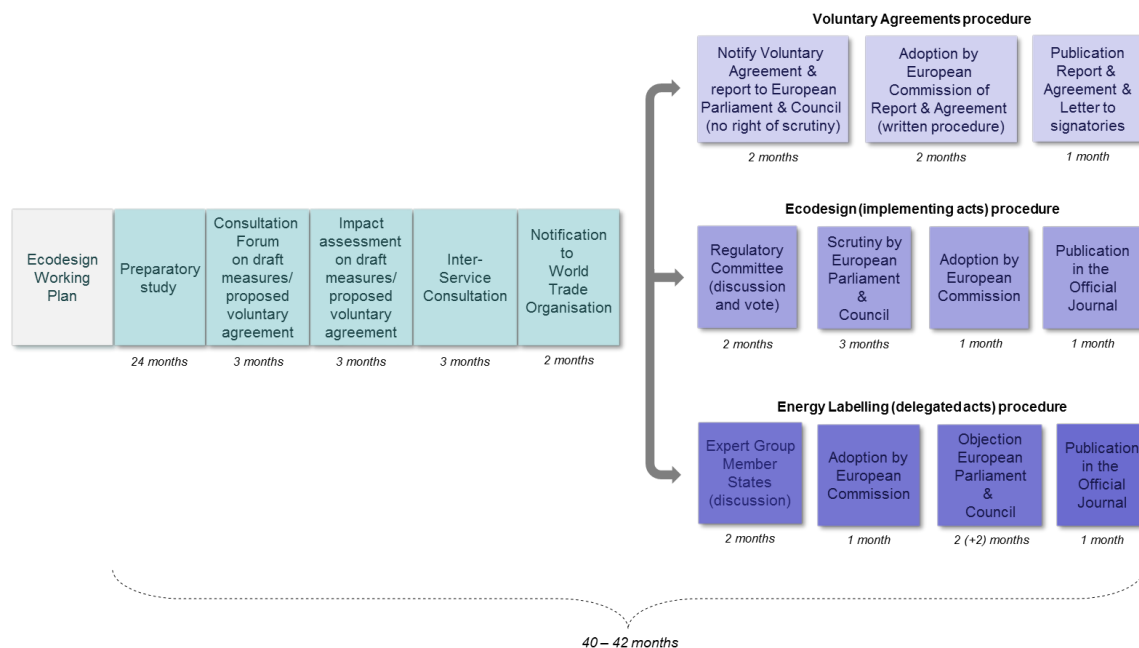 Ecodesign
Working
Plan
Preparatory
study
24 months
Consultation
Forum
on draft
measures/
proposed
voluntary
agreement
3 months
Impact
assessment
on draft
measures/
proposed
voluntary
agreement
3 months
Inter-
Service
Consultation
3 months
Notification
to
World
Trade
Organisation
2 months
Voluntary Agreements procedure
Notify Voluntary
Agreement &
report to European
Parliament & Council
(no right of scrutiny)
2 months
Adoption by
European
Commission of
Report & Agreement
(written procedure)
2 months
Publication
Report &
Agreement &
Letter to
signatories
1 month
Ecodesign (implementing acts) procedure
Regulatory
Committee
(discussion
and vote)
2 months
Scrutiny by
European
Parliament
&
Council
3 months
Adoption by
European
Commission
1 month
Publication
in the
Official
Journal
1 month
Energy Labelling (delegated acts) procedure
Expert Group
Member
States
(discussion)
2 months
Adoption by
European
Commission
1 month
Objection
European
Parliament
&
Council
2 (+2) months
Publication
in the
Official
Journal
1 month
40 – 42 months